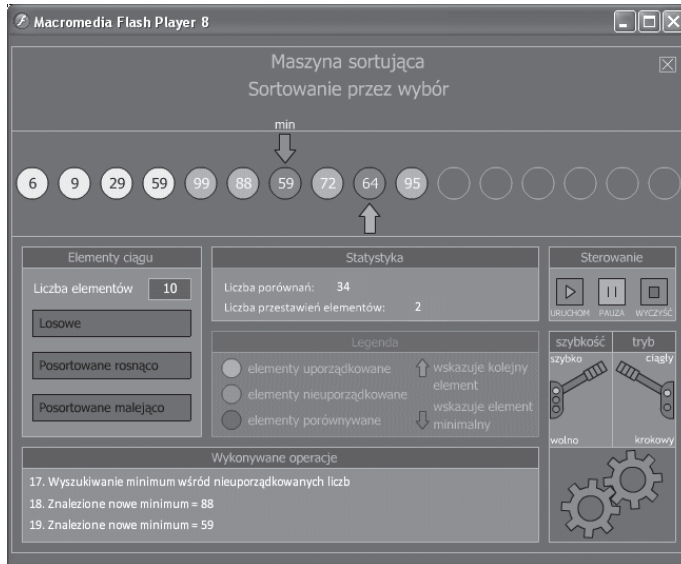 Macromedia Flash Player 8
Maszyna sortująca
Sortowanie przez wybór
min
6 9 29 59 99 88 59 72 64 95
Elementy ciągu
Liczba elementów 10
Losowe
Posortowane rosnąco
Posortowane malejąco
Statystyka
Liczba porównań: 34
Liczba przestawień elementów: 2
Legenda
elementy uporządkowane
elementy nieuporządkowane
elementy porównywane
wskazuje kolejny
element
wskazuje element
minimalny
Sterowanie
URUCHOM PAUZA WYCZYŚĆ
szybkość tryb
szybko ciągły
wolno krokowy
Wykonywane operacje
17. Wyszukiwanie minimum wśród nieuporządkowanych liczb
18. Znalezione nowe minimum = 88
19. Znalezione nowe minimum = 59